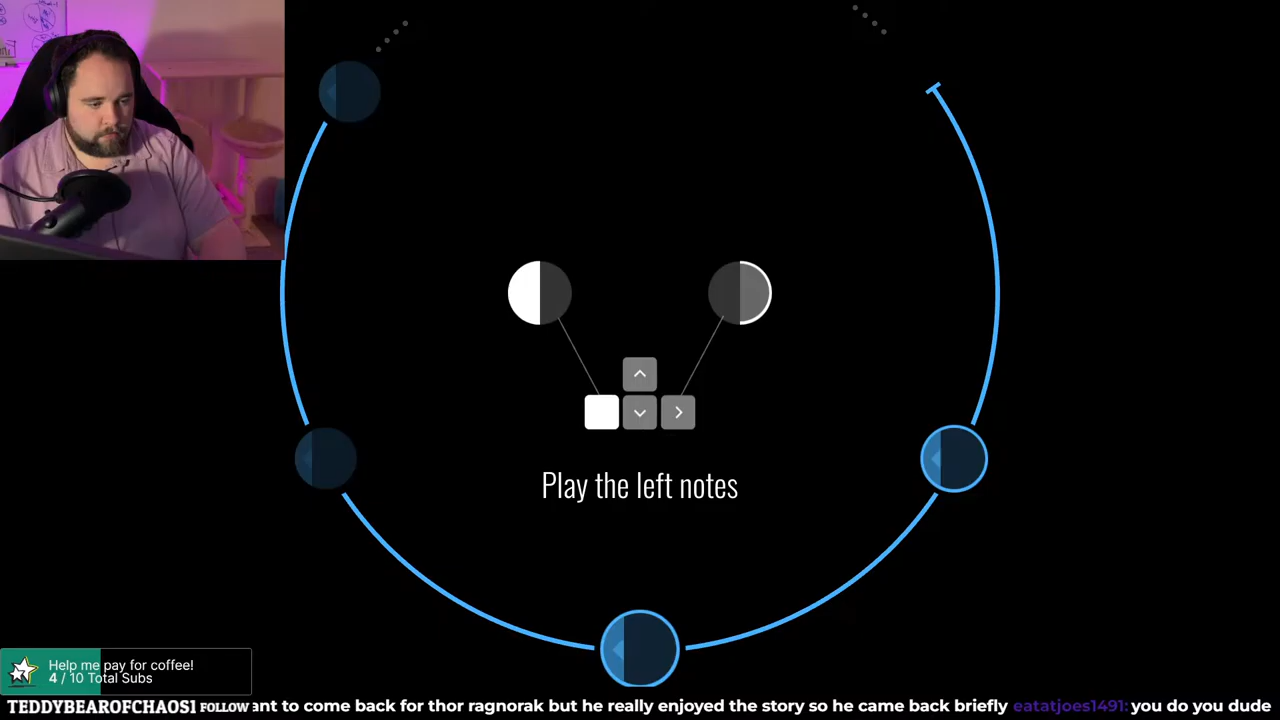 Play the left notes
Help me pay for coffee!
4 / 10 Total Subs
TEDDYBEAROFCHAOS1 FOLLOW ant to come back for thor ragnorak but he really enjoyed the story so he came back briefly eatatjoes1491: you do you dude